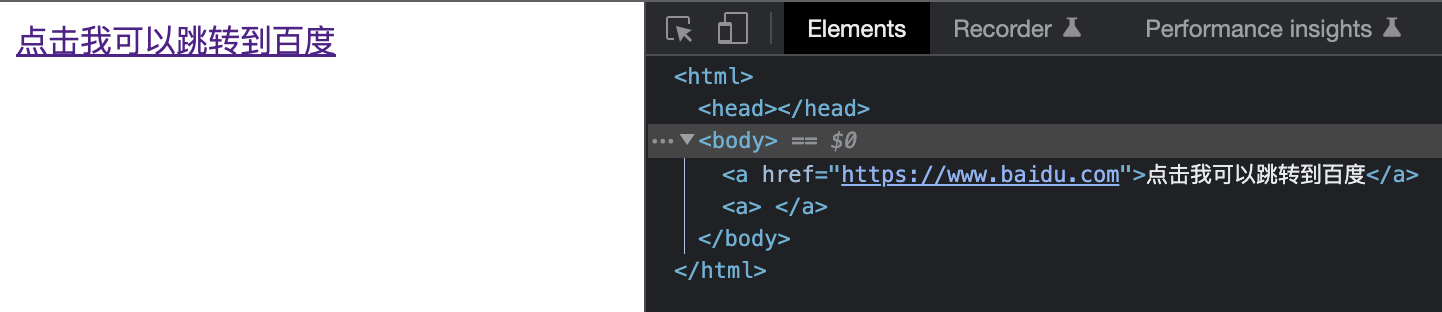 点击我可以跳转到百度
Elements Recorder Performance insights
<html>
<head></head>
<body> == $0
<a href="https://www.baidu.com">点击我可以跳转到百度</a>
<a> </a>
</body>
</html>